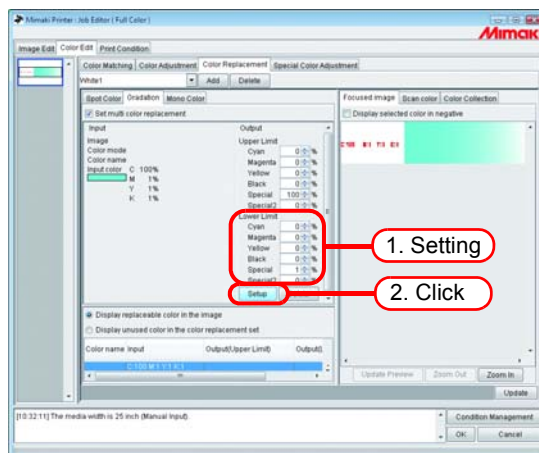 Mimaki Printer : Job Editor ( Full Color )
Mimaki
Image Edit Color Edit Print Condition
Color Matching Color Adjustment Color Replacement Special Color Adjustment
White1 Add Delete
Spot Color Gradation Mono Color
Set multi color replacement
Input Output
Image Upper Limit
Color mode Cyan 0 %
Color name Magenta 0 %
Input color C 100% Yellow 0 %
M 1% Black 0 %
Y 1% Special 100 %
K 1% Special2 0 %
Lower Limit
Cyan 0 %
Magenta 0 %
Yellow 0 %
Black 0 %
Special 1 %
Special2 0 %
Setup
1. Setting
2. Click
Display replaceable color in the image
Display unused color in the color replacement set
Color name Input Output(Upper Limit) Output(L
C:100 M:1 Y:1 K:1
Focused image Scan color Color Collection
Display selected color in negative
C:100 M:1 Y:1 K:1
Update Preview Zoom Out Zoom In
Update
[10:32:11] The media width is 25 inch (Manual Input).
Condition Management
OK Cancel